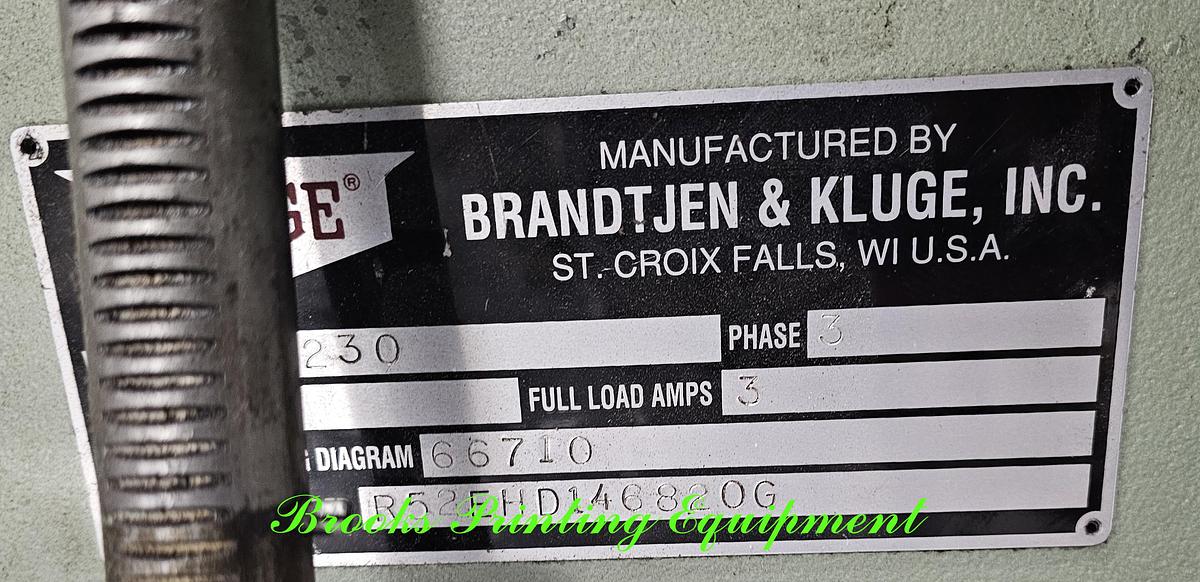 GE®
MANUFACTURED BY
BRANDTJEN & KLUGE, INC.
ST. CROIX FALLS, WI U.S.A.
230 PHASE 3
FULL LOAD AMPS 3
DIAGRAM 66710
Brooks Printing Equipment